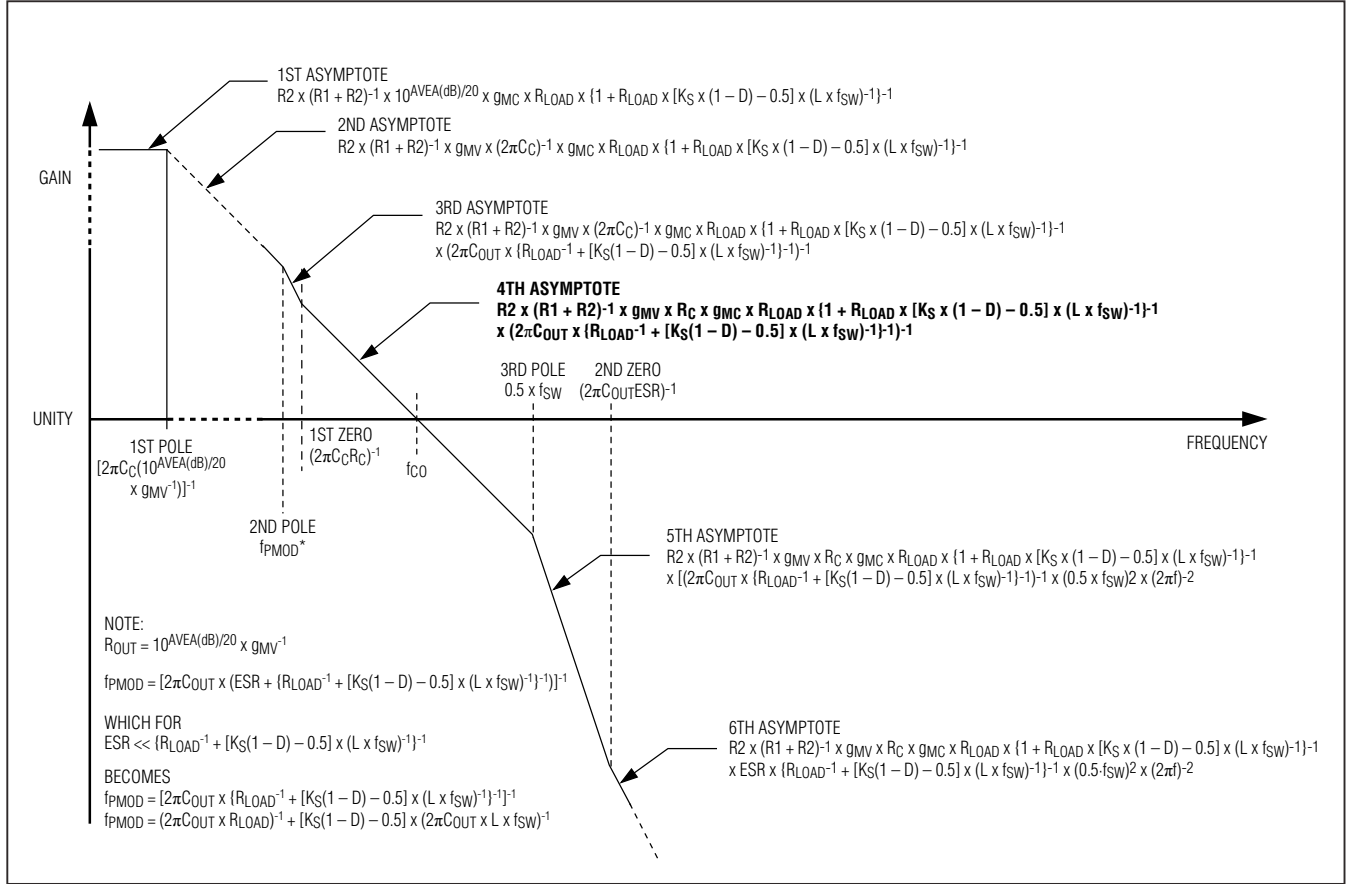 1ST ASYMPTOTE
R2 x (R1 + R2)-1 x 10AVEA(dB)/20 x gMC x RLOAD x {1 + RLOAD x [KS x (1 – D) – 0.5] x (L x fSW)-1}-1
2ND ASYMPTOTE
R2 x (R1 + R2)-1 x gMV x (2πCC)-1 x gMC x RLOAD x {1 + RLOAD x [KS x (1 – D) – 0.5] x (L x fSW)-1}-1
GAIN
3RD ASYMPTOTE
R2 x (R1 + R2)-1 x gMV x (2πCC)-1 x gMC x RLOAD x {1 + RLOAD x [KS x (1 – D) – 0.5] x (L x fSW)-1}-1
x (2πCOUT x {RLOAD-1 + [KS(1 – D) – 0.5] x (L x fSW)-1}-1)-1
4TH ASYMPTOTE
R2 x (R1 + R2)-1 x gMV x RC x gMC x RLOAD x {1 + RLOAD x [KS x (1 – D) – 0.5] x (L x fSW)-1}-1
x (2πCOUT x {RLOAD-1 + [KS(1 – D) – 0.5] x (L x fSW)-1}-1)-1
3RD POLE
0.5 x fSW
2ND ZERO
(2πCOUTESR)-1
UNITY
FREQUENCY
1ST POLE
[2πCC(10AVEA(dB)/20
x gMV-1)]-1
1ST ZERO
(2πCCRC)-1
fCO
2ND POLE
fPMOD*
5TH ASYMPTOTE
R2 x (R1 + R2)-1 x gMV x RC x gMC x RLOAD x {1 + RLOAD x [KS x (1 – D) – 0.5] x (L x fSW)-1}-1
x [(2πCOUT x {RLOAD-1 + [KS(1 – D) – 0.5] x (L x fSW)-1}-1)-1 x (0.5 x fSW)2 x (2πf)-2
NOTE:
ROUT = 10AVEA(dB)/20 x gMV-1
fPMOD = [2πCOUT x (ESR + {RLOAD-1 + [KS(1 – D) – 0.5] x (L x fSW)-1}-1)]-1
WHICH FOR
ESR << {RLOAD-1 + [KS(1 – D) – 0.5] x (L x fSW)-1}-1
BECOMES
fPMOD = [2πCOUT x {RLOAD-1 + [KS(1 – D) – 0.5] x (L x fSW)-1}-1]-1
fPMOD = (2πCOUT x RLOAD)-1 + [KS(1 – D) – 0.5] x (2πCOUT x L x fSW)-1
6TH ASYMPTOTE
R2 x (R1 + R2)-1 x gMV x RC x gMC x RLOAD x {1 + RLOAD x [KS x (1 – D) – 0.5] x (L x fSW)-1}-1
x ESR x {RLOAD-1 + [KS(1 – D) – 0.5] x (L x fSW)-1}-1 x (0.5·fSW)2 x (2πf)-2